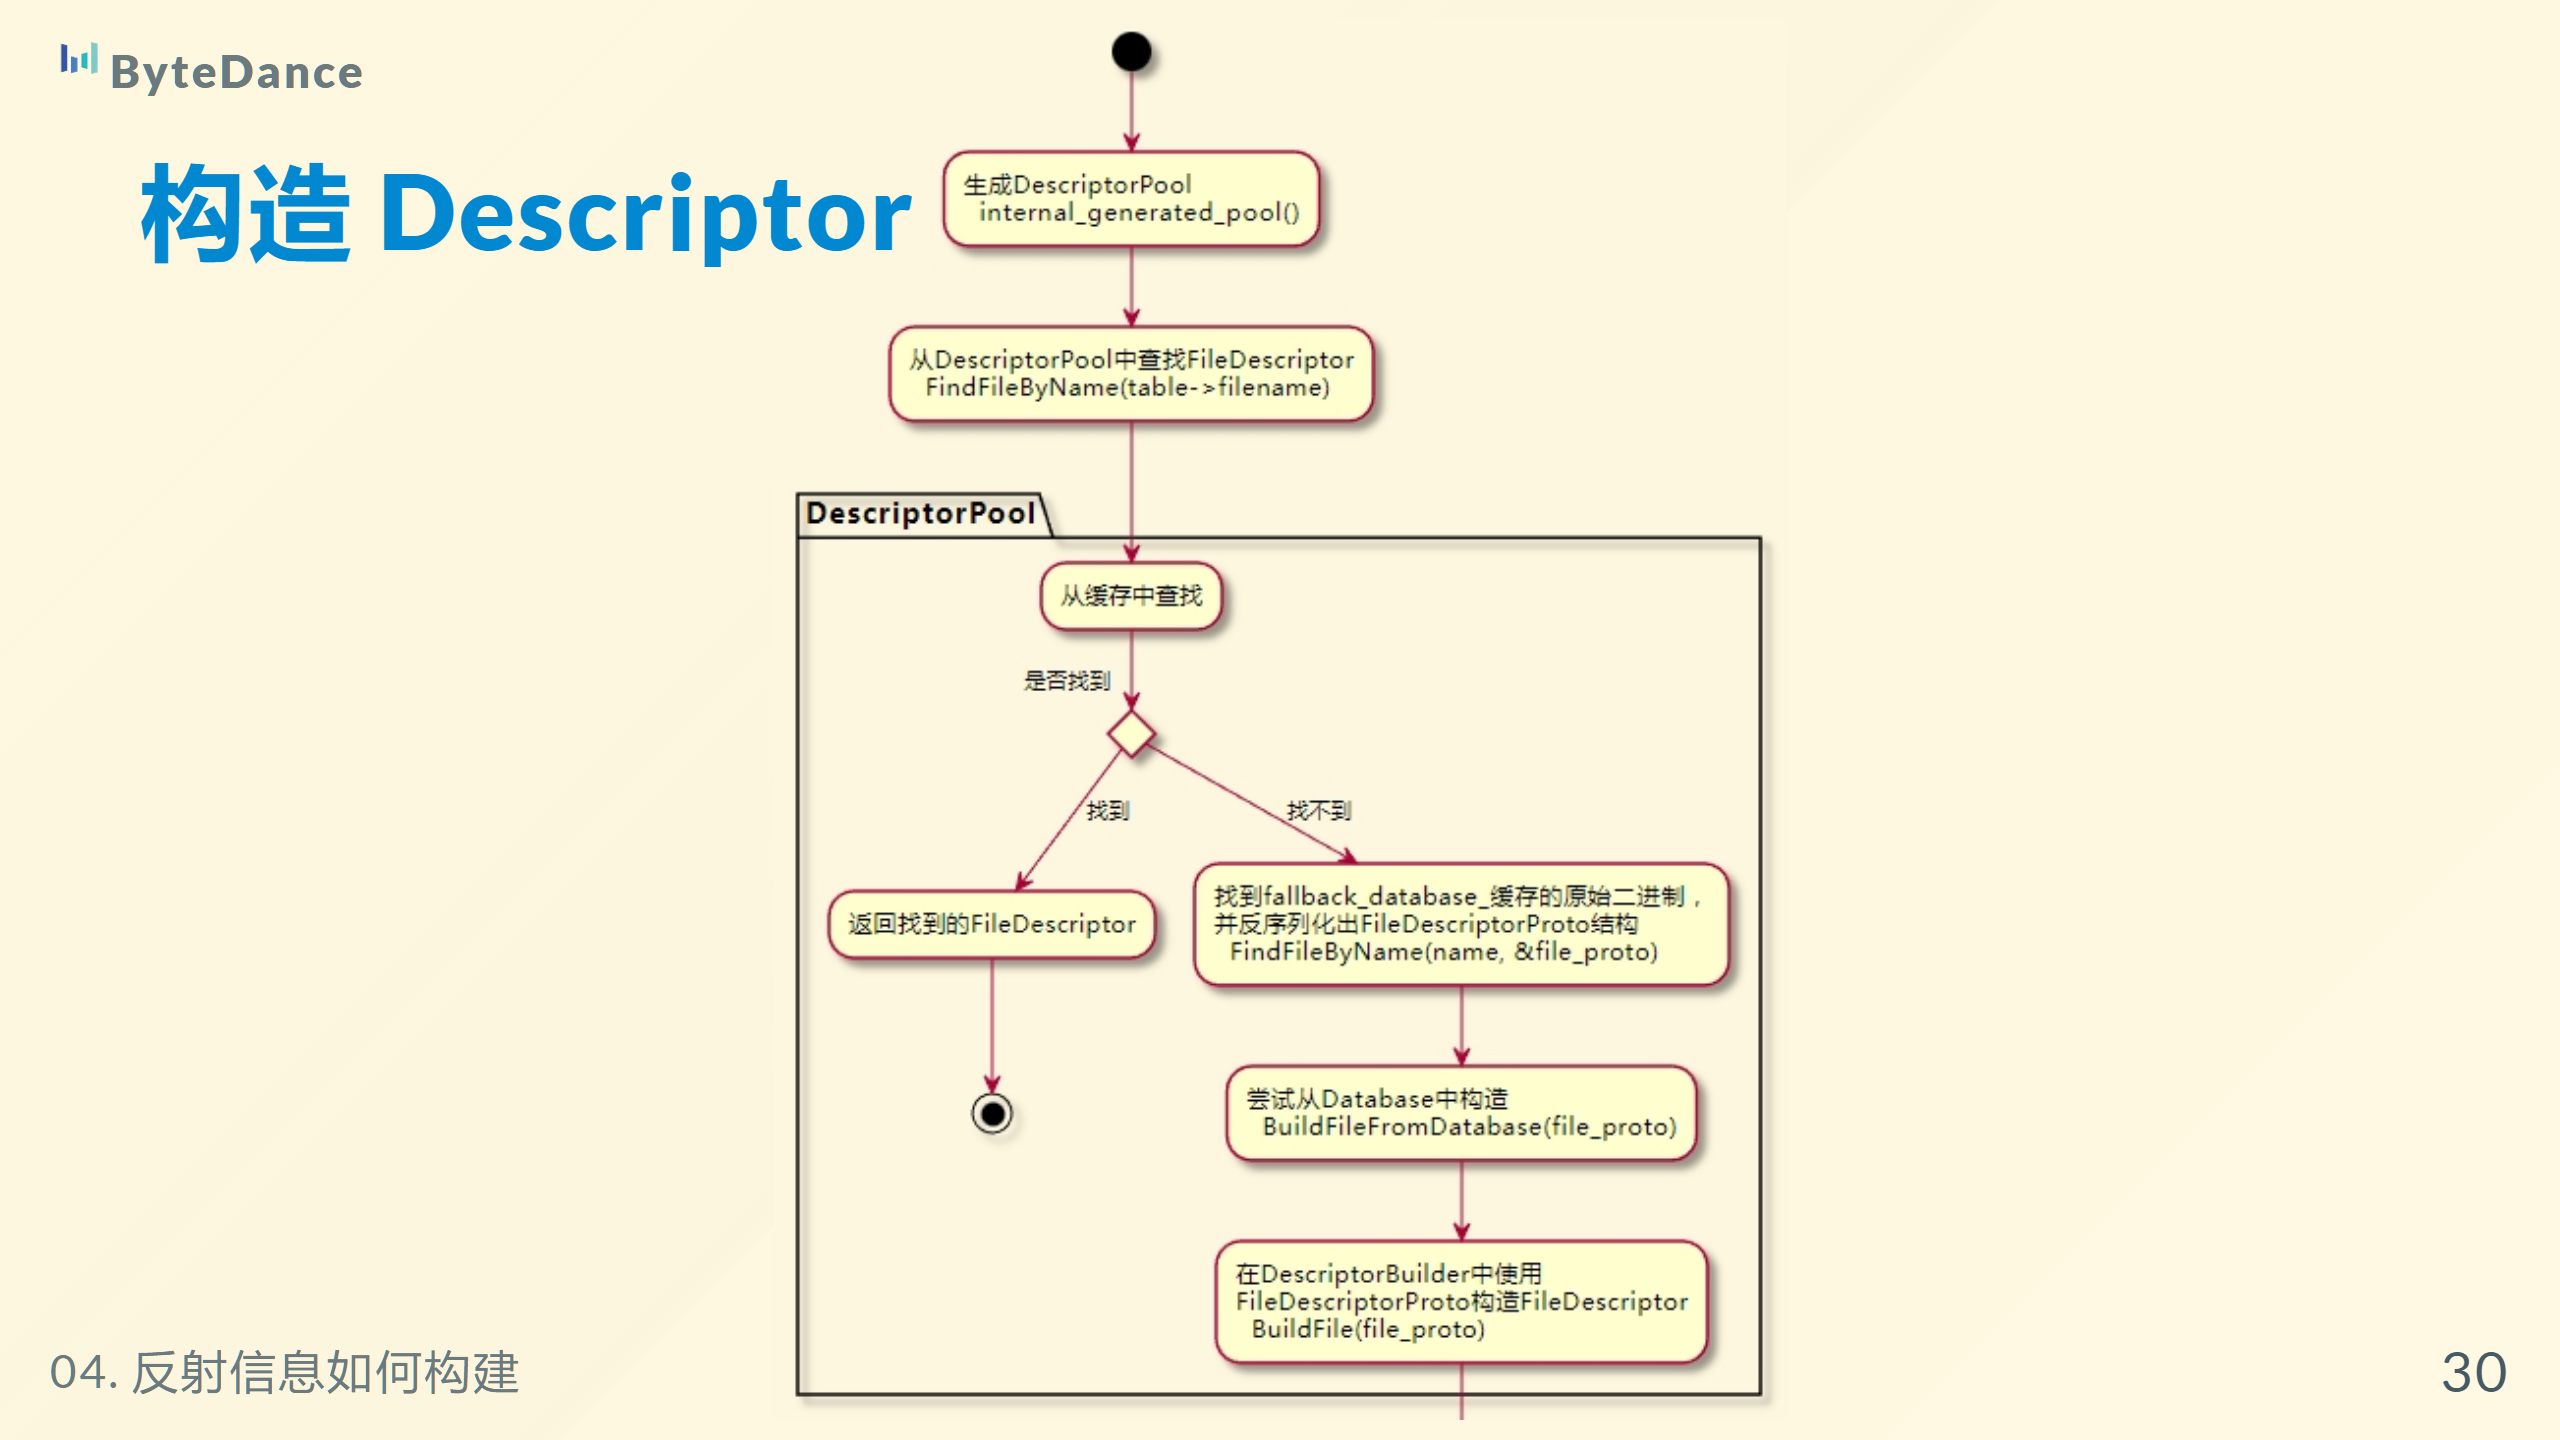 ByteDance
构造 Descriptor
生成DescriptorPool
internal_generated_pool()
从DescriptorPool中查找FileDescriptor
FindFileByName(table->filename)
DescriptorPool
从缓存中查找
是否找到
找到
找不到
返回找到的FileDescriptor
找到fallback_database_缓存的原始二进制，
并反序列化出FileDescriptorProto结构
FindFileByName(name, &file_proto)
尝试从Database中构造
BuildFileFromDatabase(file_proto)
在DescriptorBuilder中使用
FileDescriptorProto构造FileDescriptor
BuildFile(file_proto)
04. 反射信息如何构建
30